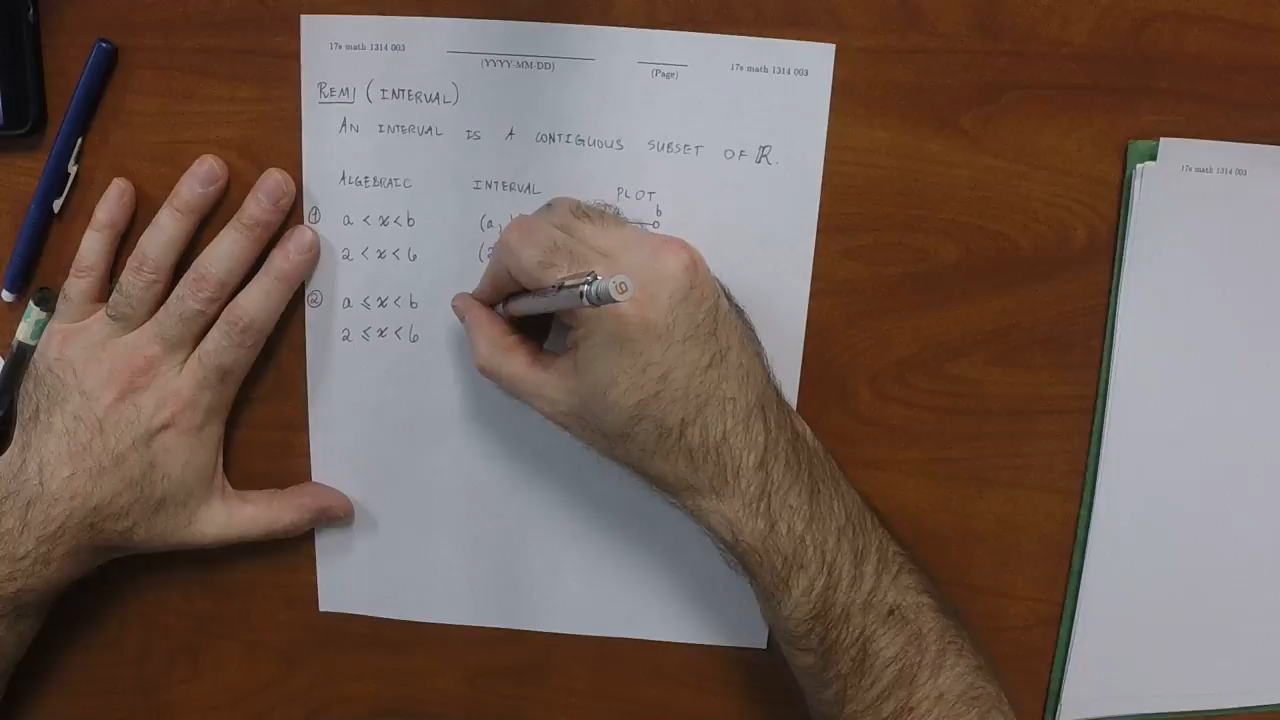 17s math 1314 003 (YYYY-MM-DD) (Page) 17s math 1314 003
REM (INTERVAL)
AN INTERVAL IS A CONTIGUOUS SUBSET OF ℝ.
ALGEBRAIC INTERVAL PLOT
① a < x < b (a, b
2 < x < 6 (2
② a ≤ x < b
2 ≤ x < 6
17s math 1314 003